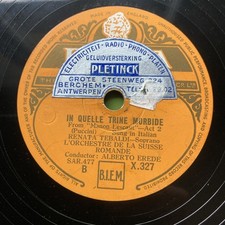 ELECTRICITEIT - RADIO - PHONO - PLATEN
GELUIDVERSTERKING
PLETINCK
GROTE STEENWEG 224
BERCHEM
ANTWERPEN
IN QUELLE TRINE MORBIDE
From "Manon Lescaut"—Act 2
(Puccini) Sung in Italian
RENATA TEBALDI—Soprano
L'ORCHESTRE DE LA SUISSE
ROMANDE
Conductor: ALBERTO EREDE
SAR.477
B
B.I.E.M.
X.327